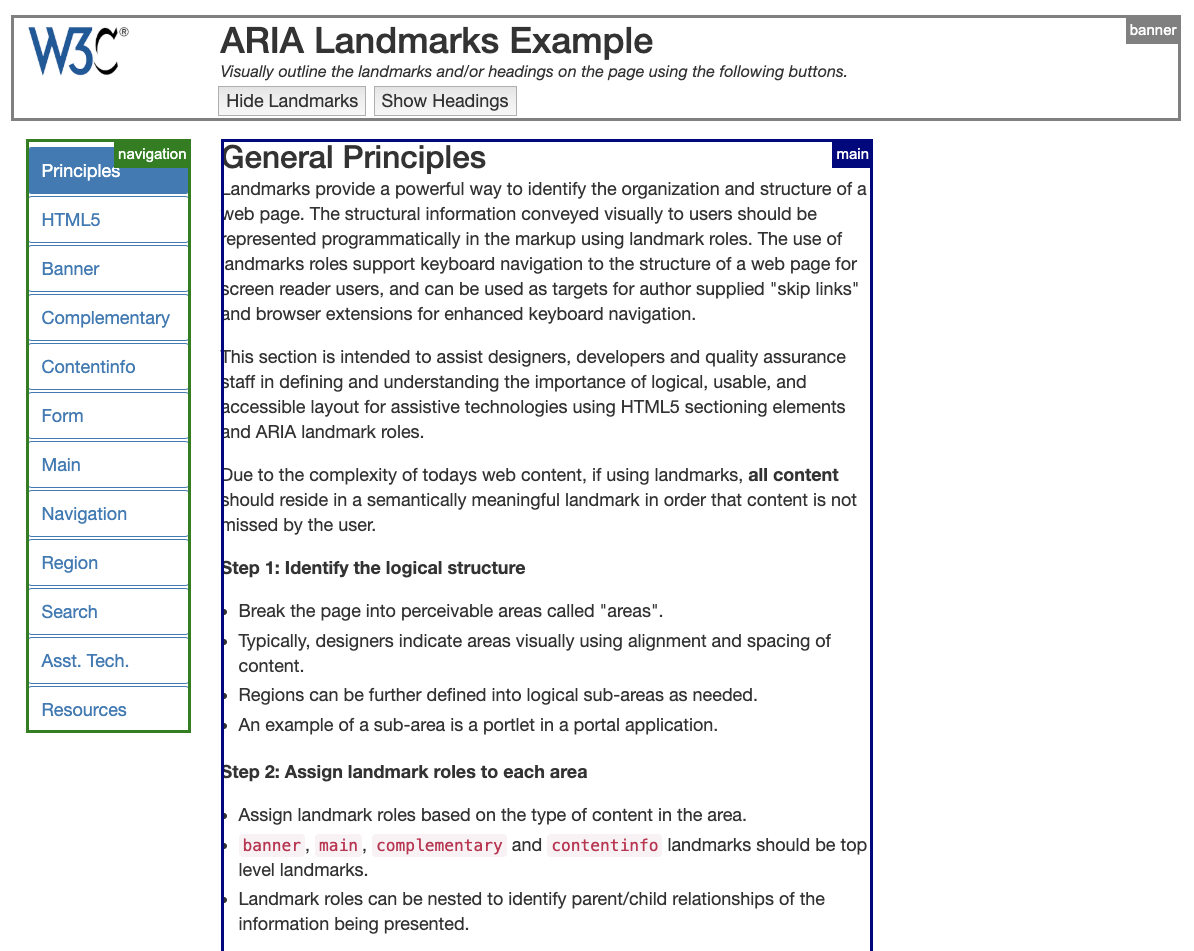 W3C®
ARIA Landmarks Example
banner
Visually outline the landmarks and/or headings on the page using the following buttons.
Hide Landmarks Show Headings
navigation
Principles
HTML5
Banner
Complementary
Contentinfo
Form
Main
Navigation
Region
Search
Asst. Tech.
Resources
main
General Principles
Landmarks provide a powerful way to identify the organization and structure of a
web page. The structural information conveyed visually to users should be
represented programmatically in the markup using landmark roles. The use of
landmarks roles support keyboard navigation to the structure of a web page for
screen reader users, and can be used as targets for author supplied "skip links"
and browser extensions for enhanced keyboard navigation.
This section is intended to assist designers, developers and quality assurance
staff in defining and understanding the importance of logical, usable, and
accessible layout for assistive technologies using HTML5 sectioning elements
and ARIA landmark roles.
Due to the complexity of todays web content, if using landmarks, all content
should reside in a semantically meaningful landmark in order that content is not
missed by the user.
Step 1: Identify the logical structure
• Break the page into perceivable areas called "areas".
• Typically, designers indicate areas visually using alignment and spacing of
content.
• Regions can be further defined into logical sub-areas as needed.
• An example of a sub-area is a portlet in a portal application.
Step 2: Assign landmark roles to each area
• Assign landmark roles based on the type of content in the area.
• banner, main, complementary and contentinfo landmarks should be top
level landmarks.
• Landmark roles can be nested to identify parent/child relationships of the
information being presented.